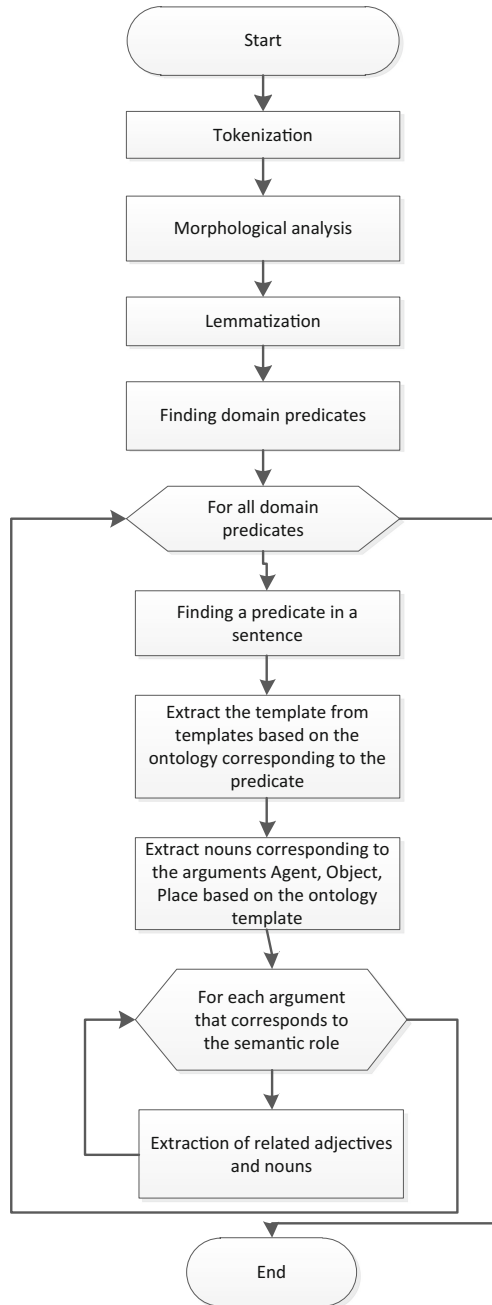 Start
Tokenization
Morphological analysis
Lemmatization
Finding domain predicates
For all domain
predicates
Finding a predicate in a
sentence
Extract the template from
templates based on the
ontology corresponding to the
predicate
Extract nouns corresponding to
the arguments Agent, Object,
Place based on the ontology
template
For each argument
that corresponds to
the semantic role
Extraction of related adjectives
and nouns
End